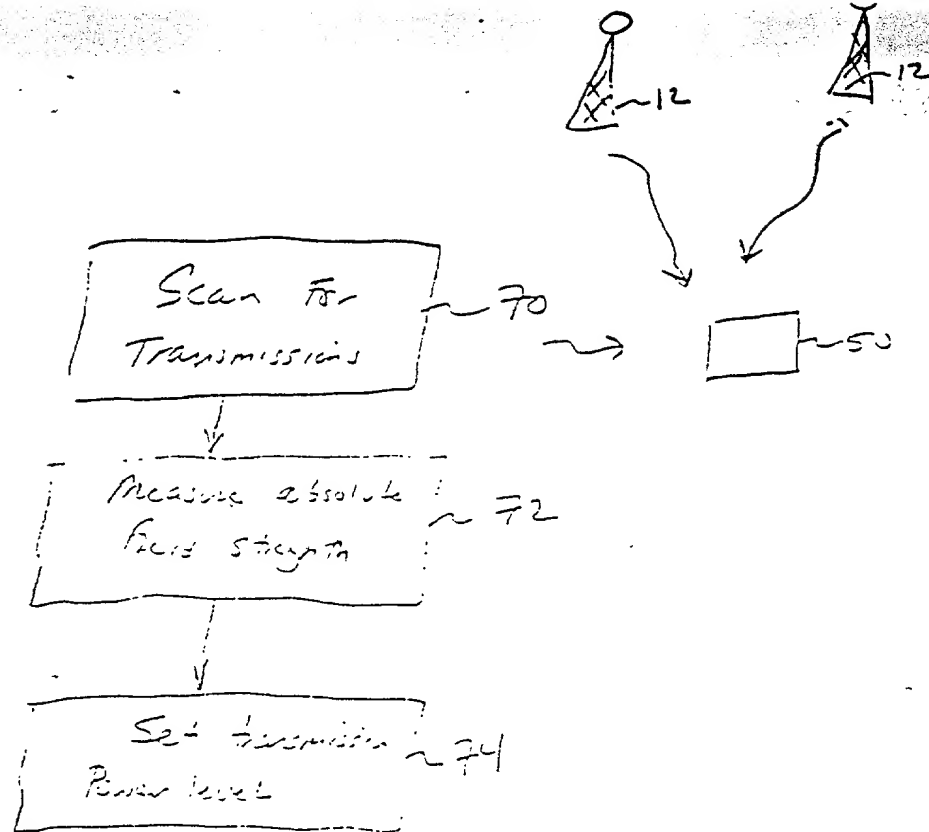 12
12
Scan For
Transmissions
70
50
Measure absolute
field strength
72
Set transmission
Power level
74